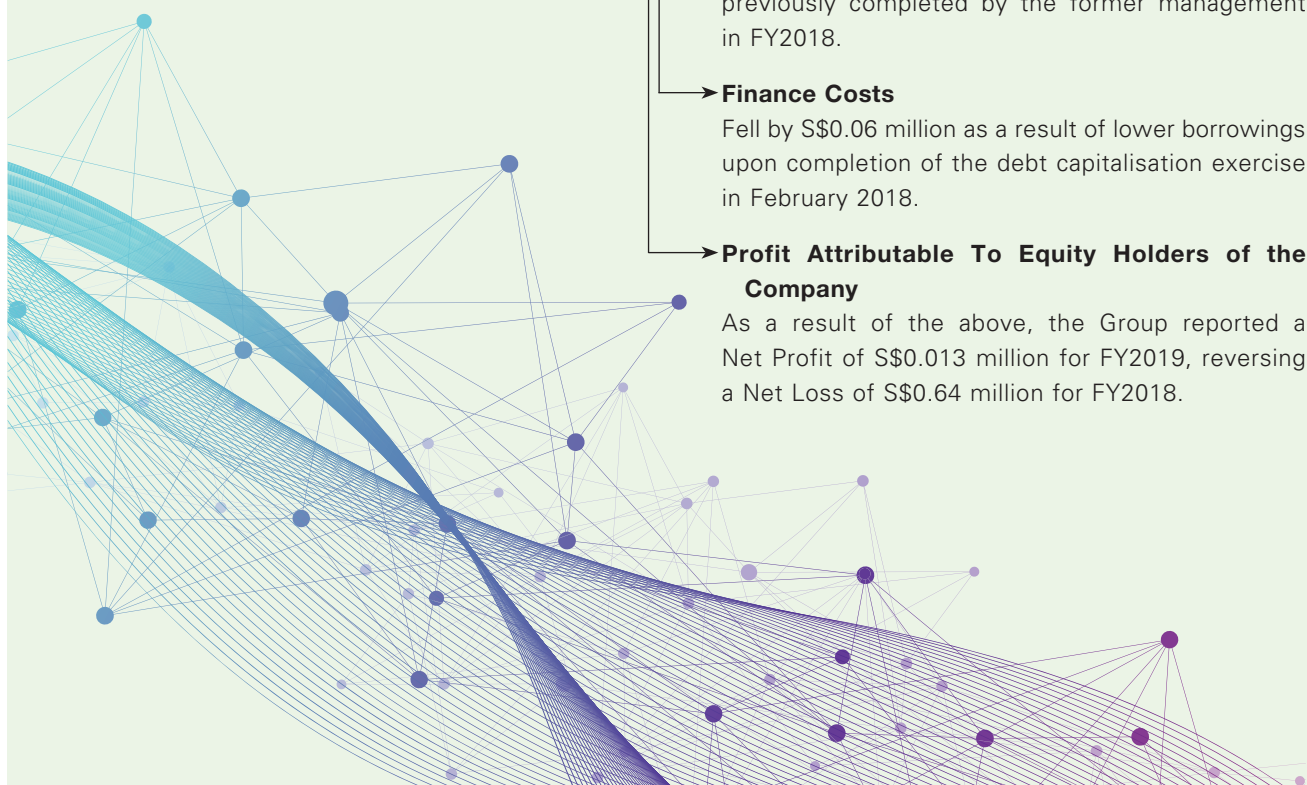 previously completed by the former management
in FY2018.
Finance Costs
Fell by S$0.06 million as a result of lower borrowings
upon completion of the debt capitalisation exercise
in February 2018.
Profit Attributable To Equity Holders of the
Company
As a result of the above, the Group reported a
Net Profit of S$0.013 million for FY2019, reversing
a Net Loss of S$0.64 million for FY2018.